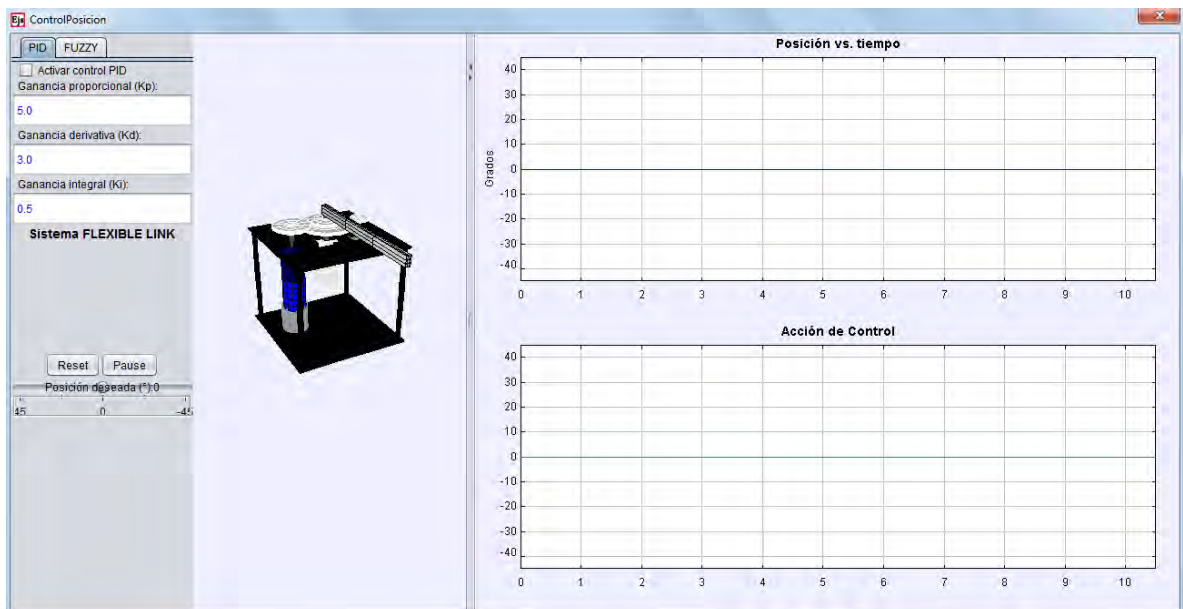 Ejs ControlPosicion
PID FUZZY
Activar control PID
Ganancia proporcional (Kp):
5.0
Ganancia derivativa (Kd):
3.0
Ganancia integral (Ki):
0.5
Sistema FLEXIBLE LINK
Reset Pause
Posición deseada (°):0
45 0 -45
Posición vs. tiempo
Grados
40
30
20
10
0
-10
-20
-30
-40
0 1 2 3 4 5 6 7 8 9 10
Acción de Control
40
30
20
10
0
-10
-20
-30
-40
0 1 2 3 4 5 6 7 8 9 10